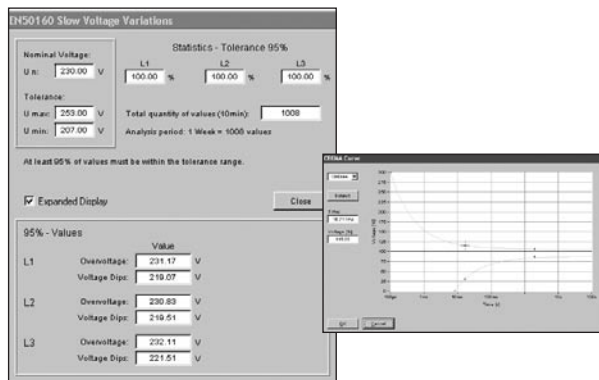 EN50160 Slow Voltage Variations
Nominal Voltage:
U n: 230.00 V
Statistics - Tolerance 95%
L1 L2 L3
100.00 % 100.00 % 100.00 %
Tolerance:
U max: 253.00 V
U min: 207.00 V
Total quantity of values (10min): 1008
Analysis period: 1 Week = 1008 values
At least 95% of values must be within the tolerance range.
Expanded Display
Close
95% - Values
Value
L1 Overvoltage: 231.17 V
Voltage Dips: 219.07 V
L2 Overvoltage: 230.83 V
Voltage Dips: 219.51 V
L3 Overvoltage: 232.11 V
Voltage Dips: 221.51 V
Curve
Voltage [%]